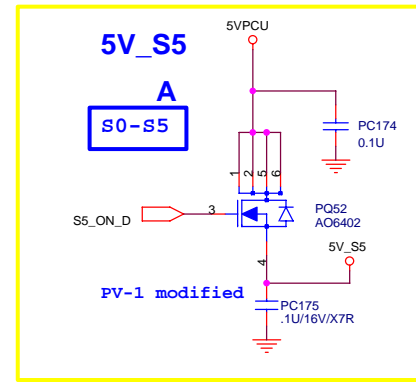 5VPCU
5V_S5
A
S0-S5
PC174
0.1U
1
2
5
6
S5_ON_D
3
PQ52
AO6402
4
5V_S5
PV-1 modified
PC175
.1U/16V/X7R